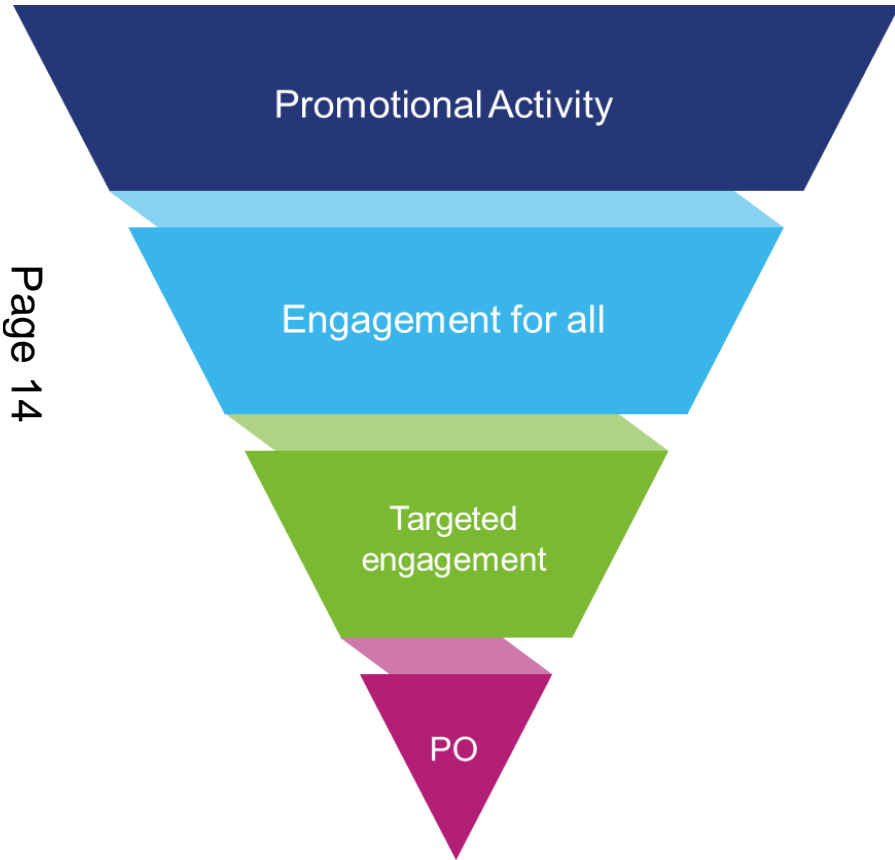 Promotional Activity
Engagement for all
Targeted
engagement
PO
Page 14